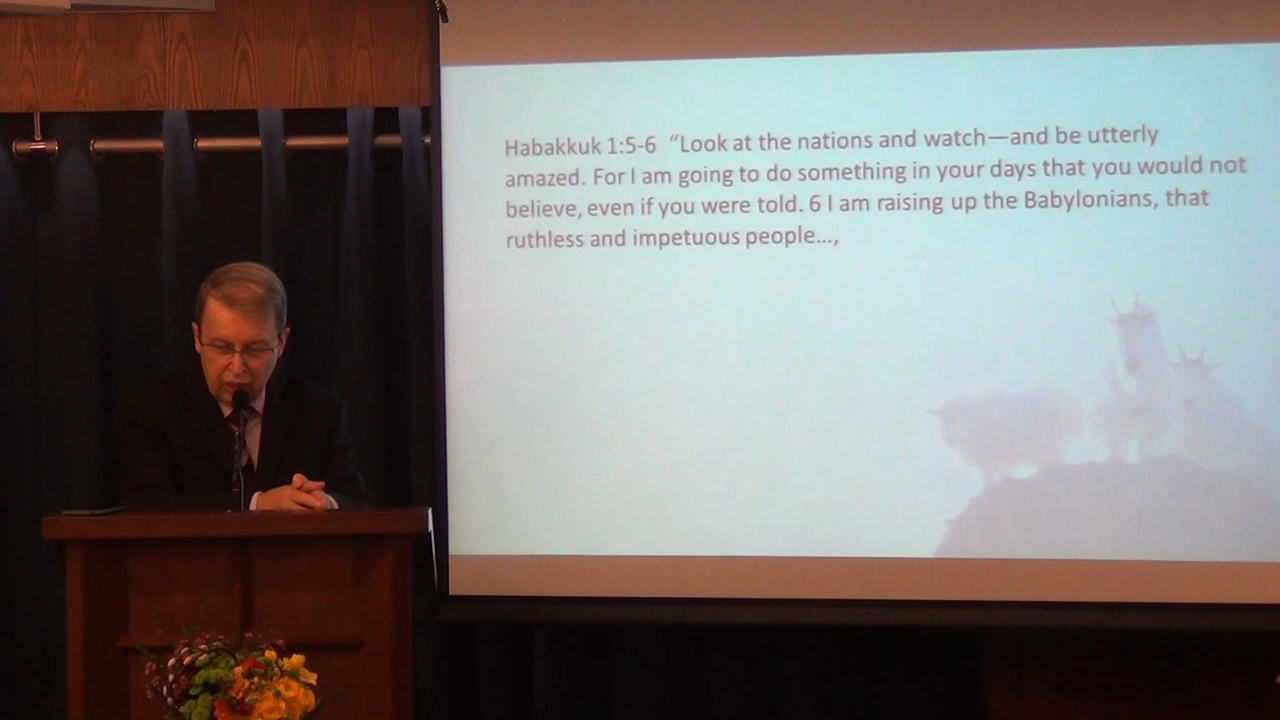 Habakkuk 1:5-6 “Look at the nations and watch—and be utterly
amazed. For I am going to do something in your days that you would not
believe, even if you were told. 6 I am raising up the Babylonians, that
ruthless and impetuous people…,